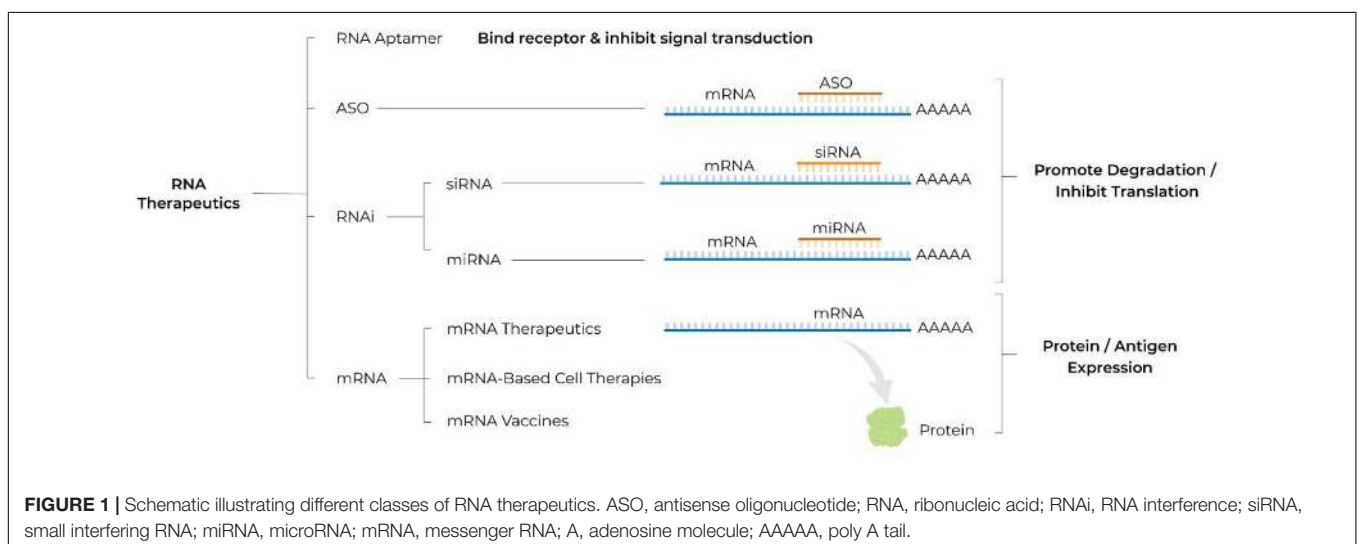 RNA Aptamer Bind receptor & inhibit signal transduction
ASO
mRNA ASO AAAAA
RNA Therapeutics
RNAi
siRNA
mRNA siRNA AAAAA
miRNA
mRNA miRNA AAAAA
Promote Degradation /
Inhibit Translation
mRNA
mRNA Therapeutics
mRNA AAAAA
mRNA-Based Cell Therapies
mRNA Vaccines
Protein
Protein / Antigen
Expression
FIGURE 1 | Schematic illustrating different classes of RNA therapeutics. ASO, antisense oligonucleotide; RNA, ribonucleic acid; RNAi, RNA interference; siRNA,
small interfering RNA; miRNA, microRNA; mRNA, messenger RNA; A, adenosine molecule; AAAAA, poly A tail.